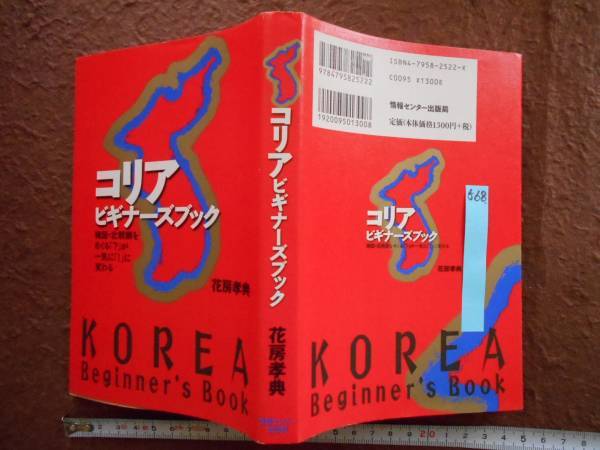 コリア
ビギナーズブック
韓国・北朝鮮を
めぐる「?」が
一気に「!」に
変わる
花房孝典
KOREA
Beginner's Book
コリア ビギナーズブック
花房孝典
9784795825222
1920095013008
ISBN4-7958-2522-X
C0095 ¥1300E
情報センター出版局
定価(本体価格1300円+税)
568
コリア
ビギナーズブック
花房孝典
KOREA
Beginner's Book